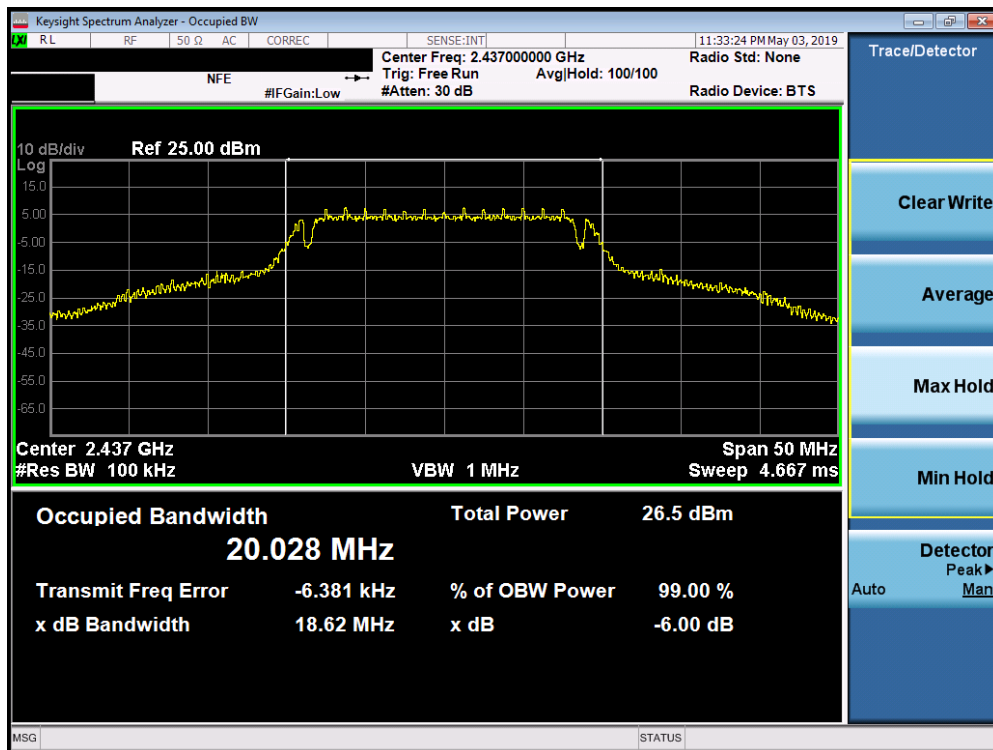 Keysight Spectrum Analyzer - Occupied BW
LXI RL RF 50 Ω AC CORREC SENSE:INT 11:33:24 PM May 03, 2019
Center Freq: 2.437000000 GHz Radio Std: None
NFE Trig: Free Run Avg|Hold: 100/100
#IFGain:Low #Atten: 30 dB Radio Device: BTS
10 dB/div Ref 25.00 dBm
Log
15.0
5.00
-5.00
-15.0
-25.0
-35.0
-45.0
-55.0
-65.0
Center 2.437 GHz Span 50 MHz
#Res BW 100 kHz VBW 1 MHz Sweep 4.667 ms
Occupied Bandwidth Total Power 26.5 dBm
20.028 MHz
Transmit Freq Error -6.381 kHz % of OBW Power 99.00 %
x dB Bandwidth 18.62 MHz x dB -6.00 dB
MSG STATUS
Trace/Detector
Clear Write
Average
Max Hold
Min Hold
Detector
Peak▶
Auto Man